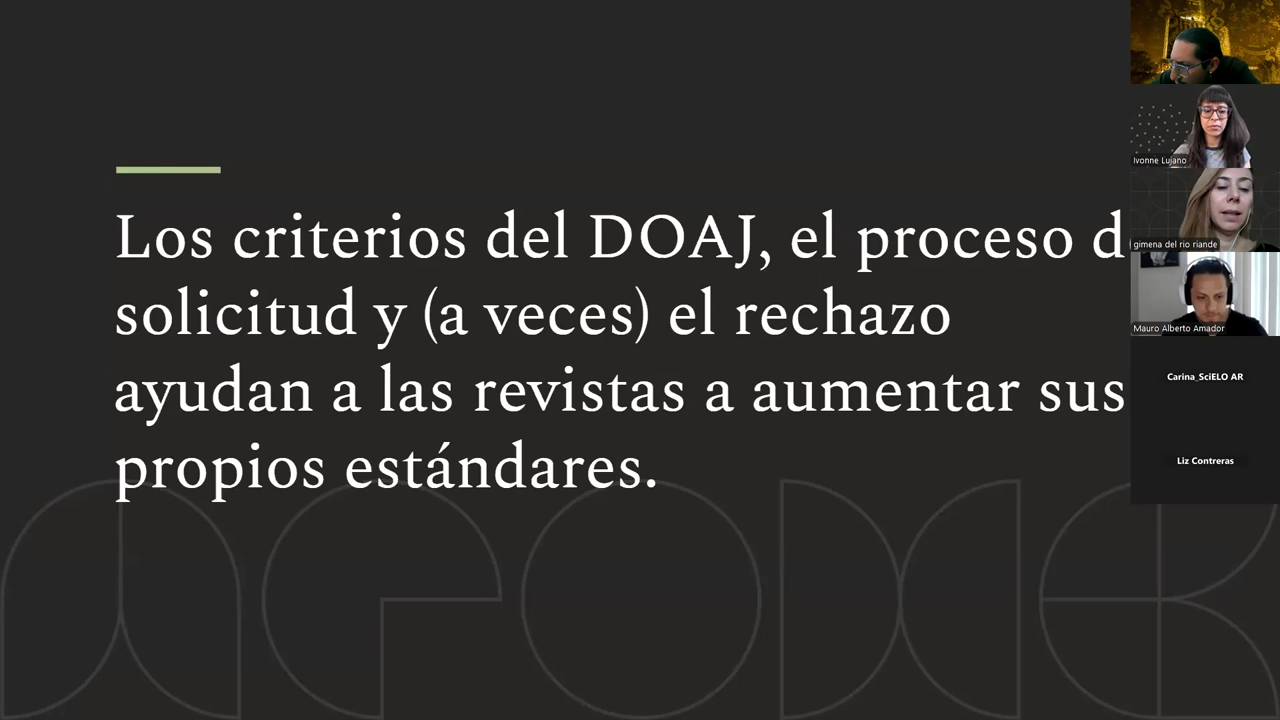 Los criterios del DOAJ, el proceso d
solicitud y (a veces) el rechazo
ayudan a las revistas a aumentar sus
propios estándares.
Ivonne Lujano
gimena del rio riande
Mauro Alberto Amador
Carina_SciELO AR
Liz Contreras